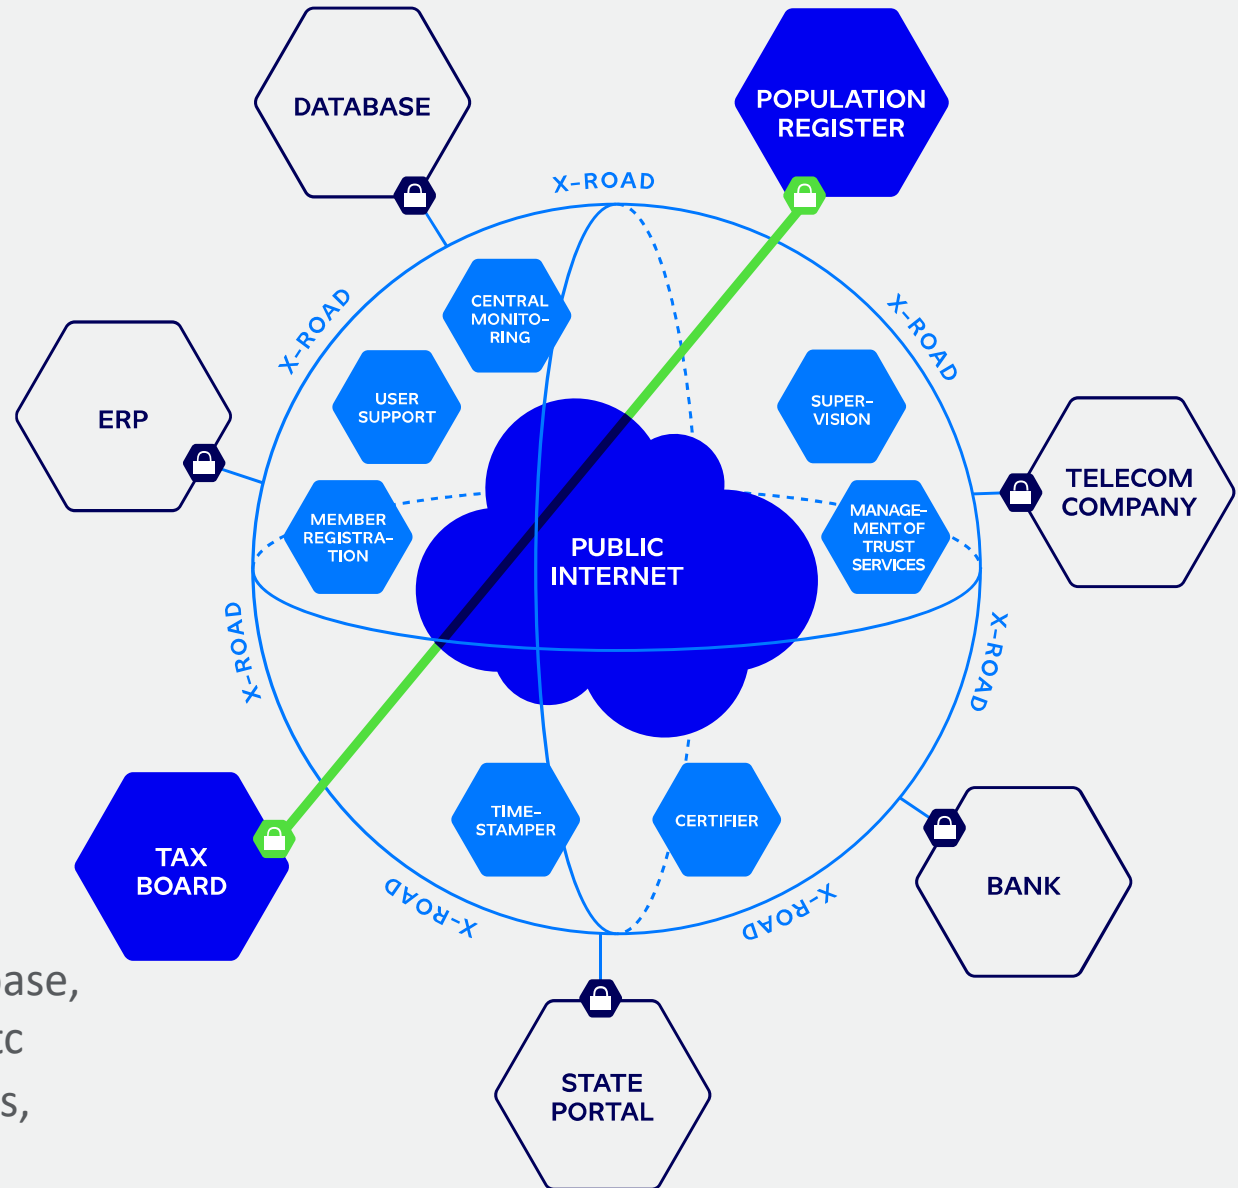 DATABASE
POPULATION
REGISTER
X-ROAD
X-ROAD
X-ROAD
CENTRAL
MONITO-
RING
USER
SUPPORT
SUPER-
VISION
ERP
TELECOM
COMPANY
MEMBER
REGISTRA-
TION
MANAGE-
MENT OF
TRUST
SERVICES
PUBLIC
INTERNET
X-ROAD
X-ROAD
TIME-
STAMPER
CERTIFIER
TAX
BOARD
BANK
X-ROAD
X-ROAD
tc
s,
STATE
PORTAL